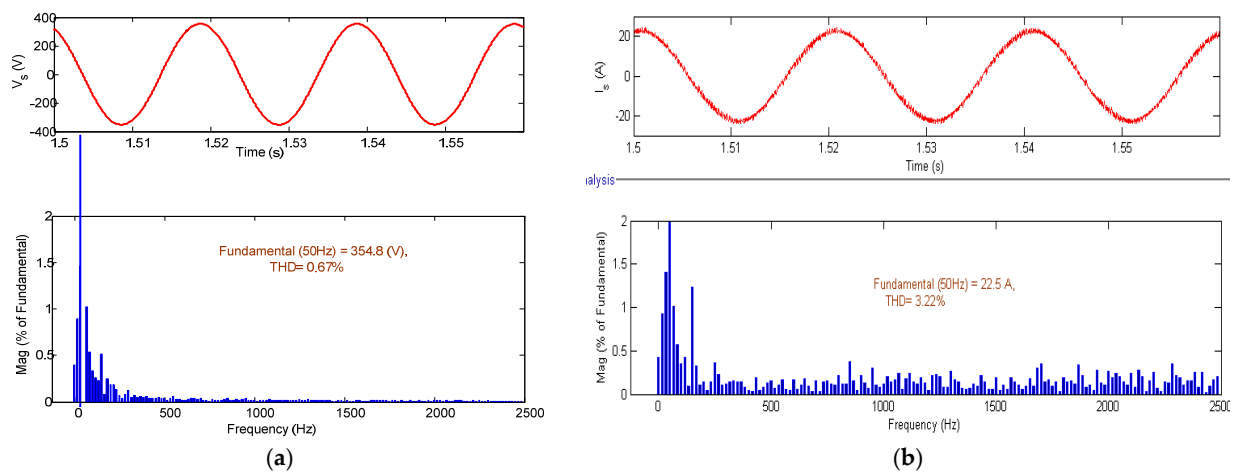 400
200
0
-200
-400
V_s (V)
1.5 1.51 1.52 1.53 1.54 1.55
Time (s)
2
1.5
1
0.5
0
Mag (% of Fundamental)
Fundamental (50Hz) = 354.8 (V),
THD= 0.67%
0 500 1000 1500 2000 2500
Frequency (Hz)
(a)
20
0
-20
I_s (A)
1.5 1.51 1.52 1.53 1.54 1.55
Time (s)
nalysis
2
1.5
1
0.5
0
Mag (% of Fundamental)
Fundamental (50Hz) = 22.5 A,
THD= 3.22%
0 500 1000 1500 2000 2500
Frequency (Hz)
(b)